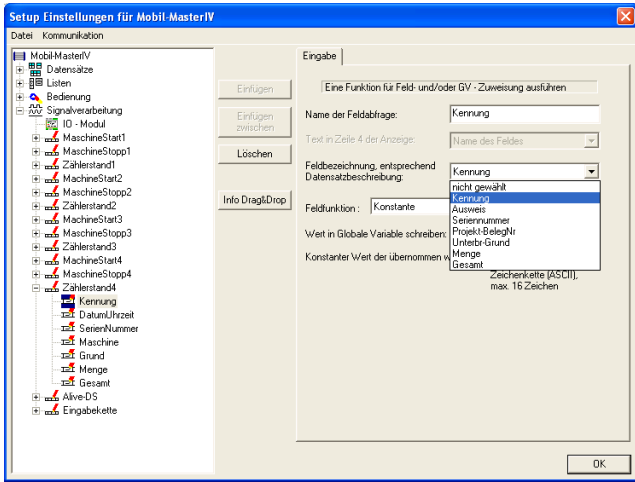 Setup Einstellungen für Mobil-MasterIV
Datei Kommunikation
Mobil-MasterIV
Datensätze
Listen
Bedienung
Signalverarbeitung
IO - Modul
MaschineStart1
MaschineStopp1
Zählerstand1
MaschineStart2
MaschineStopp2
Zählerstand2
MaschineStart3
MaschineStopp3
Zählerstand3
MachineStart4
MaschineStopp4
Zählerstand4
Kennung
DatumUhrzeit
SerienNummer
Maschine
Grund
Menge
Gesamt
Alive-DS
Eingabekette
Einfügen
Einfügen
zwischen
Löschen
Info Drag&Drop
Eingabe
Eine Funktion für Feld- und/oder GV - Zuweisung ausführen
Name der Feldabfrage: Kennung
Text in Zeile 4 der Anzeige: Name des Feldes
Feldbezeichnung, entsprechend
Datensatzbeschreibung: Kennung
nicht gewählt
Kennung
Ausweis
Seriennummer
Projekt-BelegNr
Unterbr-Grund
Menge
Gesamt
Feldfunktion : Konstante
Wert in Globale Variable schreiben:
Konstanter Wert der übernommen w
Zeichenkette (ASCII),
max. 16 Zeichen
OK